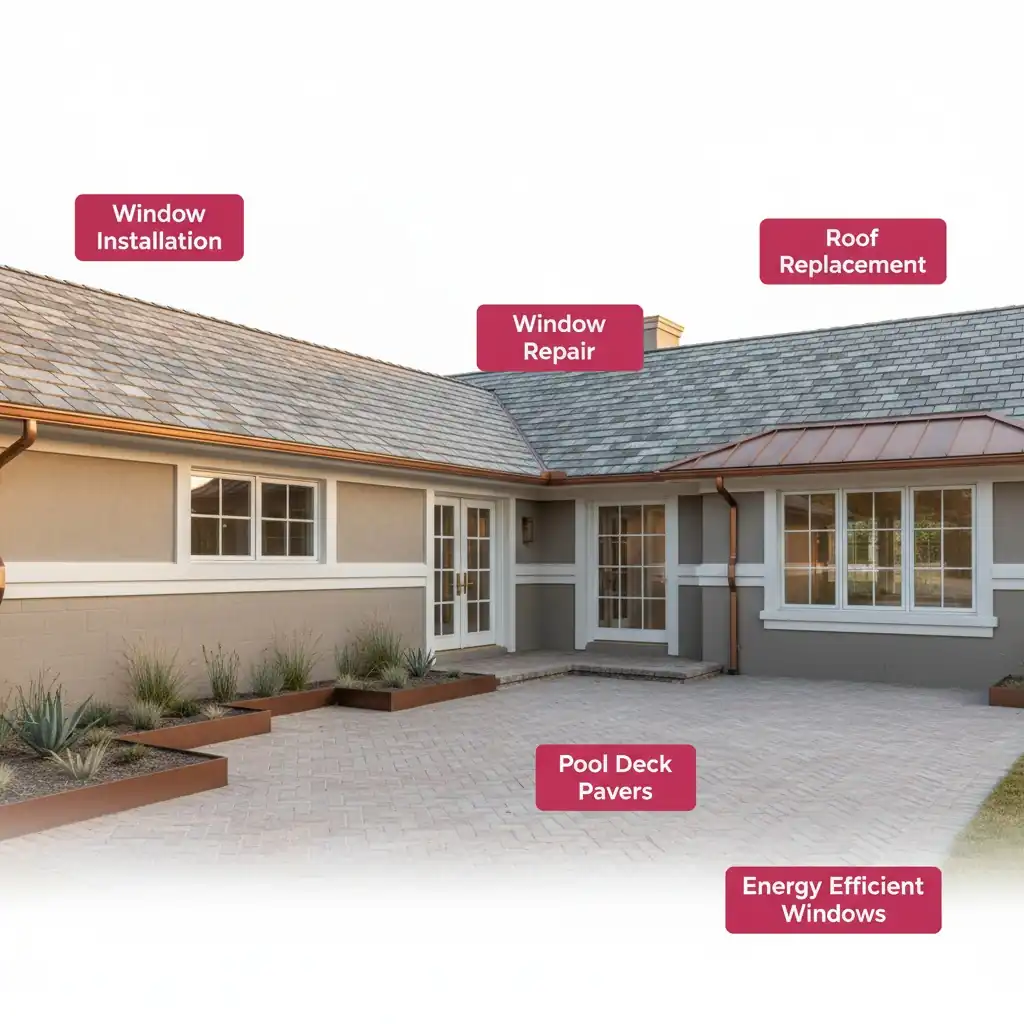 Window
Installation
Roof
Replacement
Window
Repair
Pool Deck
Pavers
Energy Efficient
Windows